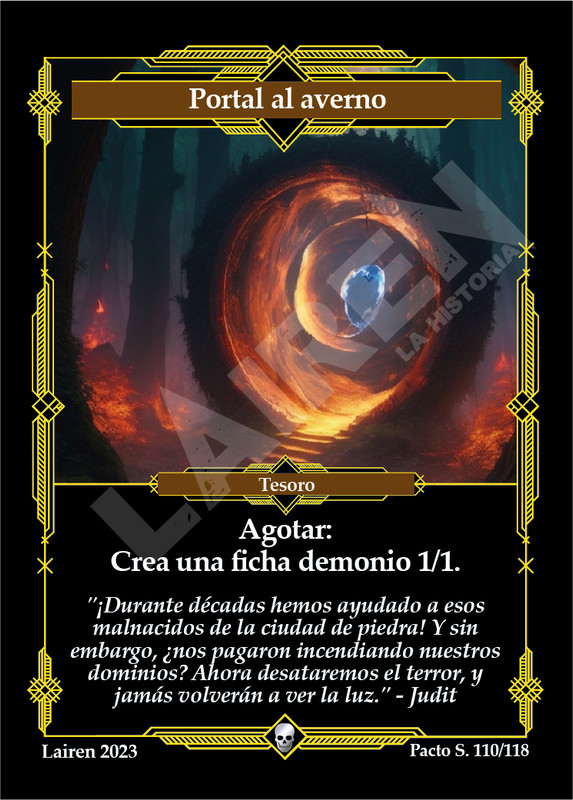 Portal al averno
LAIREN
LA HISTORIA
Tesoro
Agotar:
Crea una ficha demonio 1/1.
"¡Durante décadas hemos ayudado a esos
malnacidos de la ciudad de piedra! Y sin
embargo, ¿nos pagaron incendiando nuestros
dominios? Ahora desataremos el terror, y
jamás volverán a ver la luz." - Judit
Lairen 2023
Pacto S. 110/118